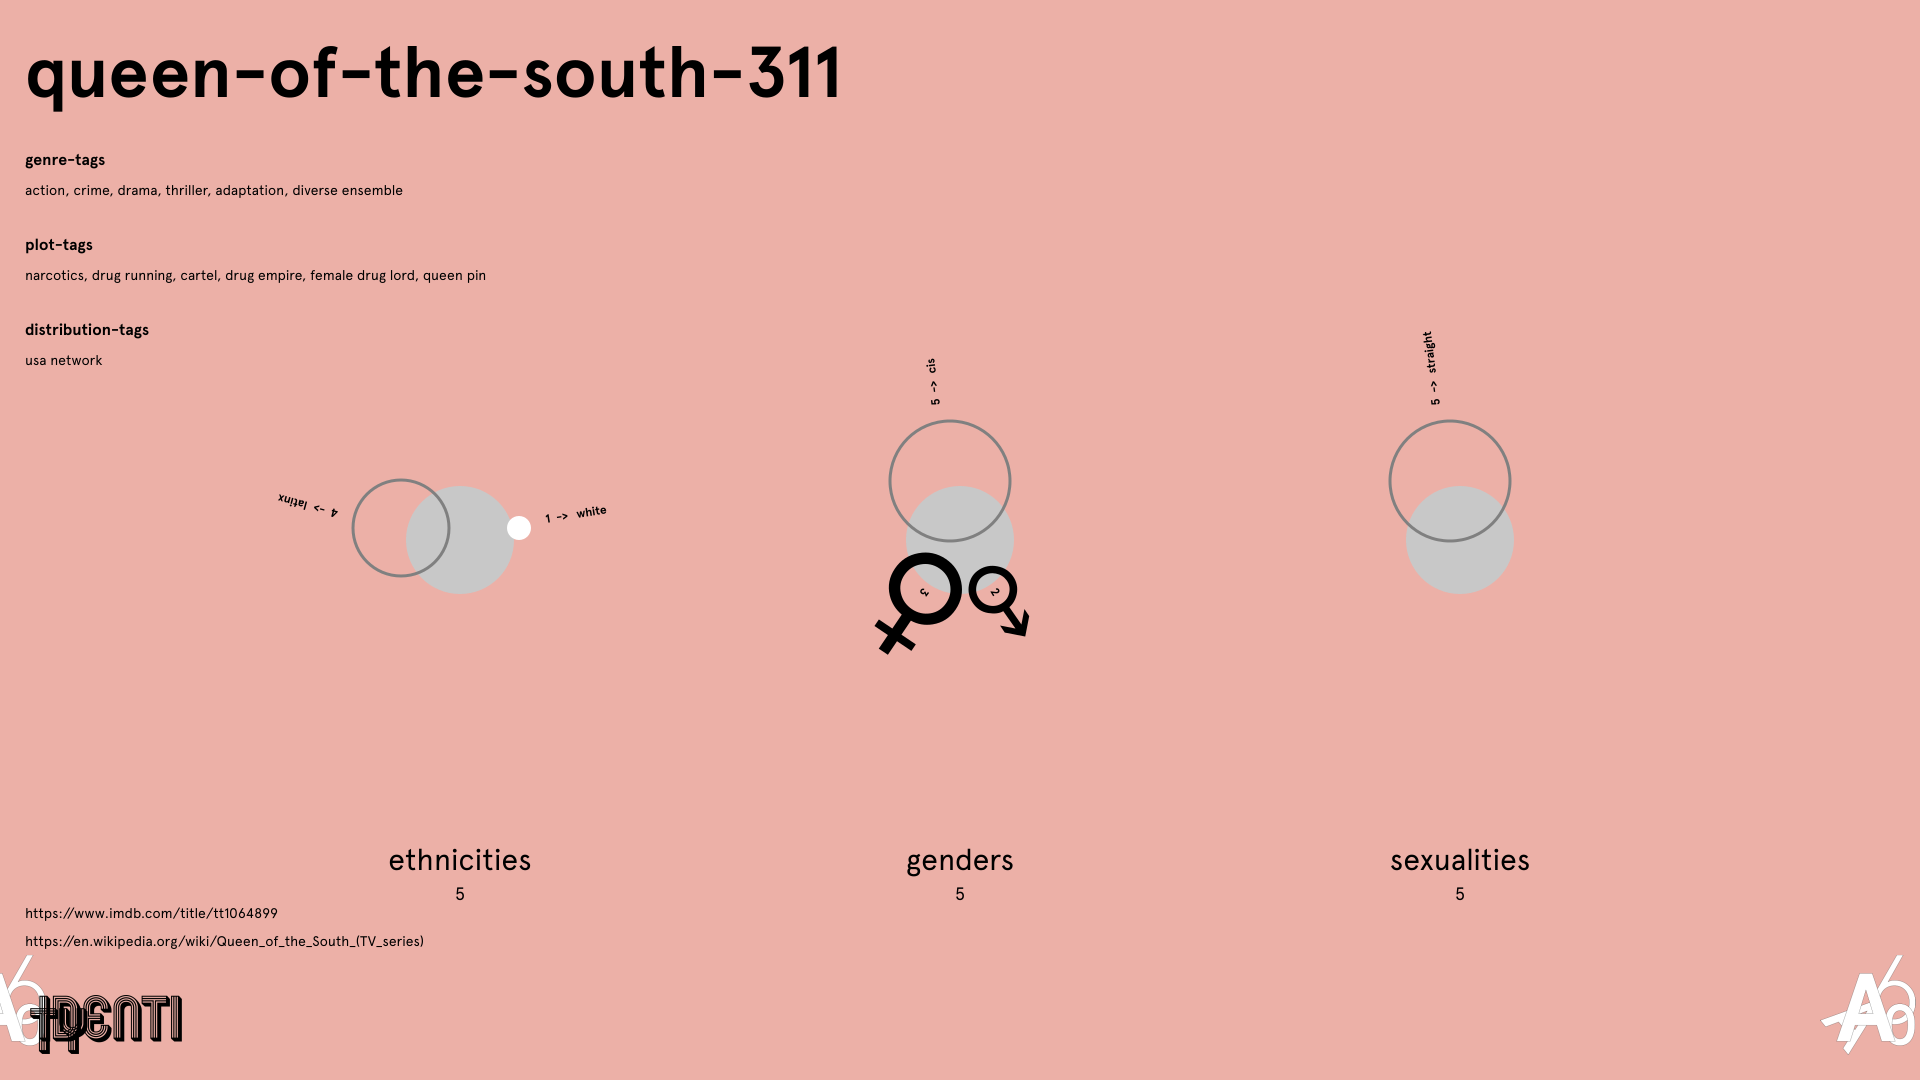 queen-of-the-south-311
genre-tags
action, crime, drama, thriller, adaptation, diverse ensemble
plot-tags
narcotics, drug running, cartel, drug empire, female drug lord, queen pin
distribution-tags
usa network
4 -> latinx
1 -> white
5 -> cis
3
2
5 -> straight
ethnicities
5
genders
5
sexualities
5
https://www.imdb.com/title/tt1064899
https://en.wikipedia.org/wiki/Queen_of_the_South_(TV_series)
IDENTI